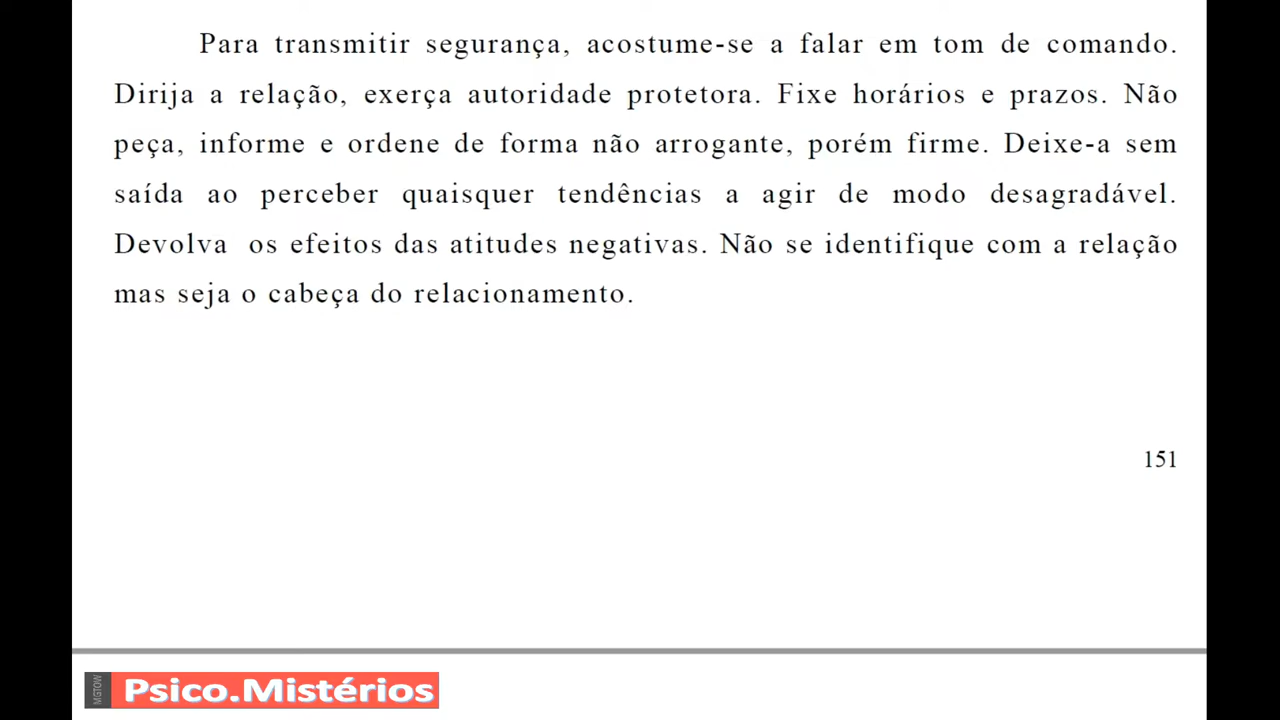 Para transmitir segurança, acostume-se a falar em tom de comando.
Dirija a relação, exerça autoridade protetora. Fixe horários e prazos. Não
peça, informe e ordene de forma não arrogante, porém firme. Deixe-a sem
saída ao perceber quaisquer tendências a agir de modo desagradável.
Devolva os efeitos das atitudes negativas. Não se identifique com a relação
mas seja o cabeça do relacionamento.
151
MGTOW
Psico.Mistérios